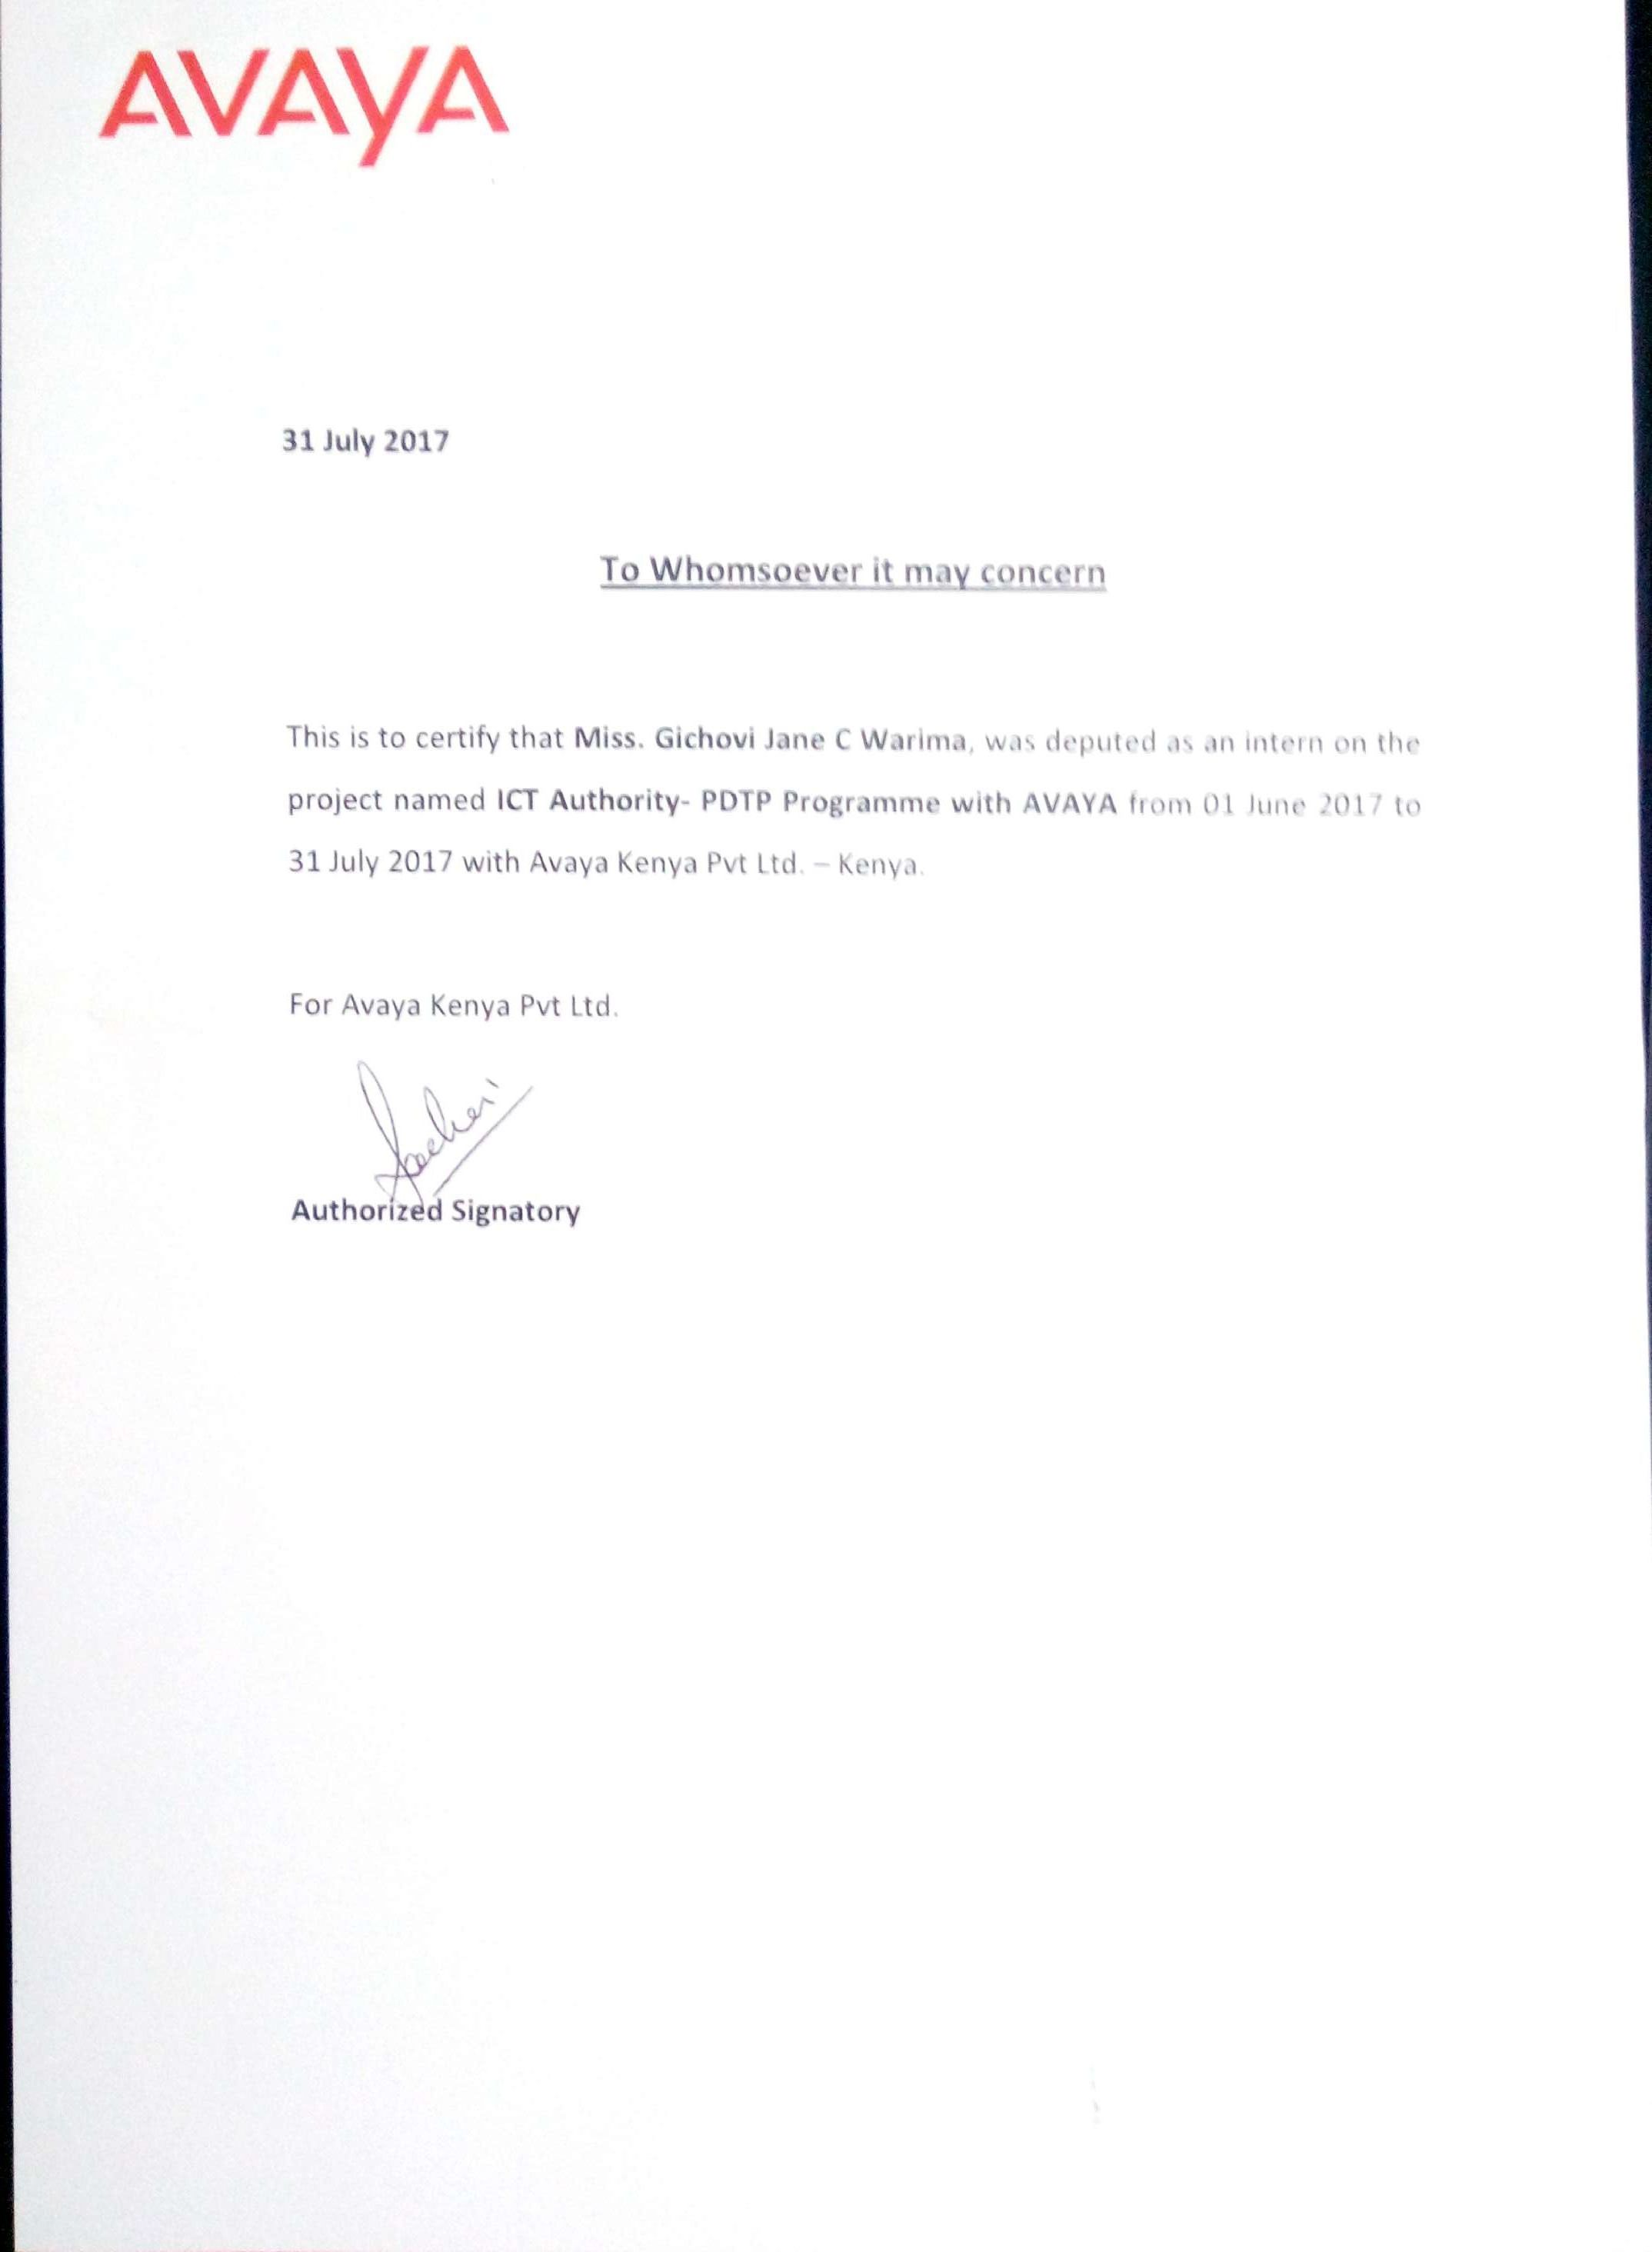 AVAYA
31 July 2017
To Whomsoever it may concern
This is to certify that Miss. Gichovi Jane C Warima, was deputed as an intern on the
project named ICT Authority- PDTP Programme with AVAYA from 01 June 2017 to
31 July 2017 with Avaya Kenya Pvt Ltd. – Kenya.
For Avaya Kenya Pvt Ltd.
Authorized Signatory